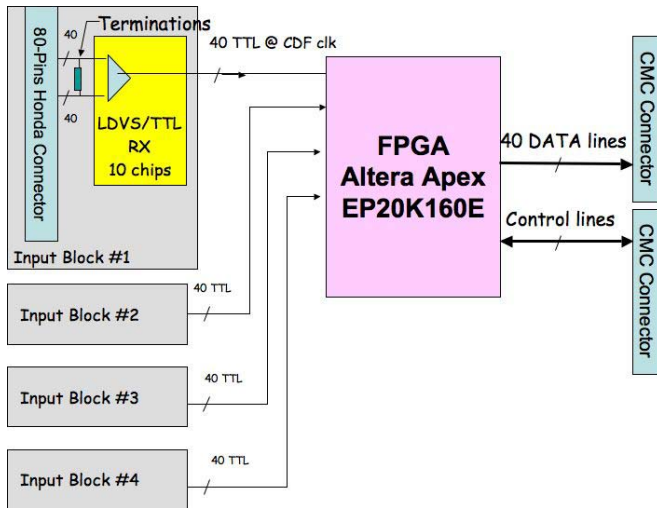 40
Terminations
80-Pins Honda Connector
40
LDVS/TTL
RX
10 chips
Input Block #1
40 TTL @ CDF clk
FPGA
Altera Apex
EP20K160E
40 DATA lines
CMC Connector
Control lines
CMC Connector
Input Block #2
40 TTL
Input Block #3
40 TTL
Input Block #4
40 TTL